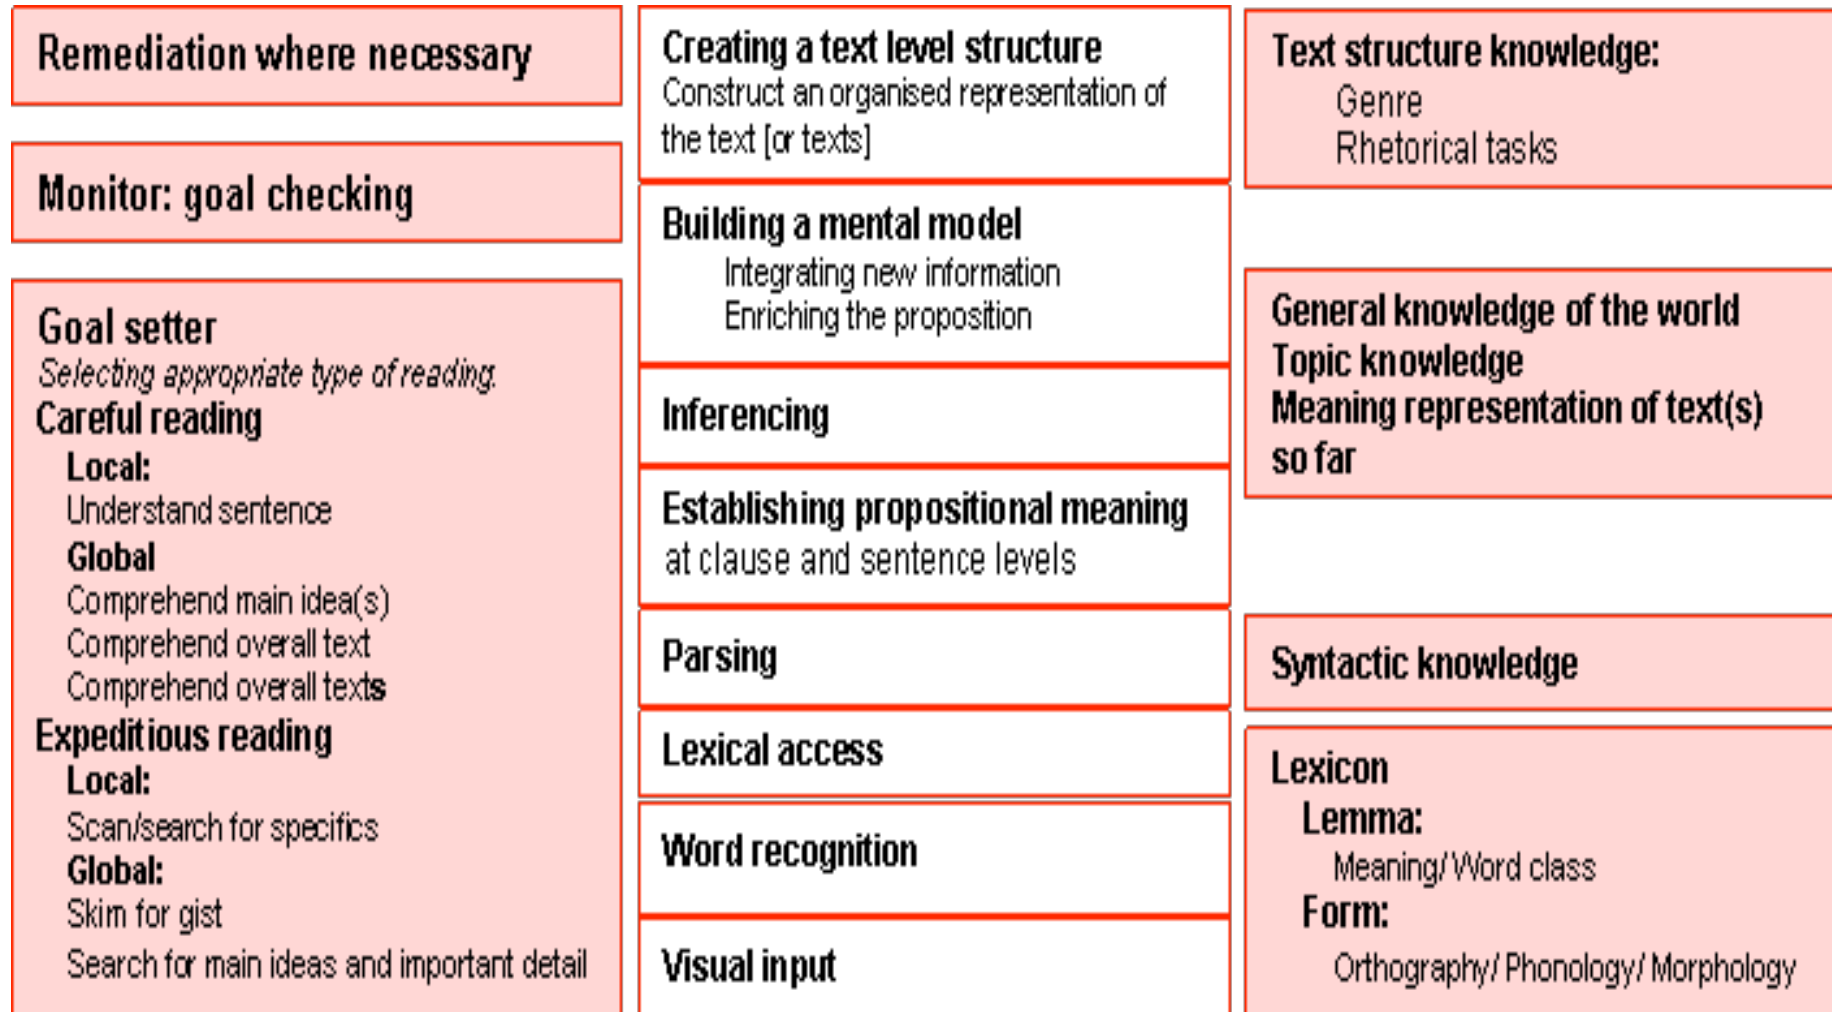 Remediation where necessary
Monitor: goal checking
Goal setter
Selecting appropriate type of reading.
Careful reading
Local:
Understand sentence
Global
Comprehend main idea(s)
Comprehend overall text
Comprehend overall texts
Expeditious reading
Local:
Scan/search for specifics
Global:
Skim for gist
Search for main ideas and important detail
Creating a text level structure
Construct an organised representation of
the text [or texts]
Building a mental model
Integrating new information
Enriching the proposition
Inferencing
Establishing propositional meaning
at clause and sentence levels
Parsing
Lexical access
Word recognition
Visual input
Text structure knowledge:
Genre
Rhetorical tasks
General knowledge of the world
Topic knowledge
Meaning representation of text(s)
so far
Syntactic knowledge
Lexicon
Lemma:
Meaning/ Word class
Form:
Orthography/ Phonology/ Morphology